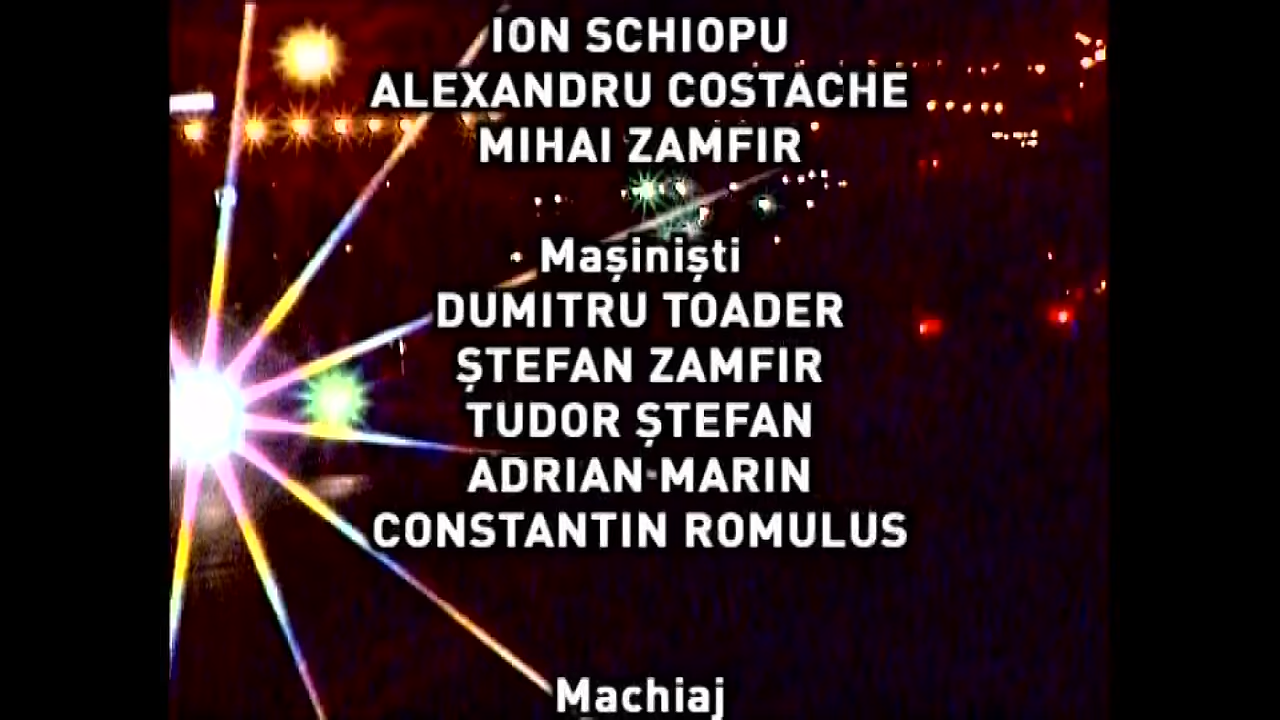 ION SCHIOPU
ALEXANDRU COSTACHE
MIHAI ZAMFIR
Mașiniști
DUMITRU TOADER
ȘTEFAN ZAMFIR
TUDOR ȘTEFAN
ADRIAN MARIN
CONSTANTIN ROMULUS
Machiaj